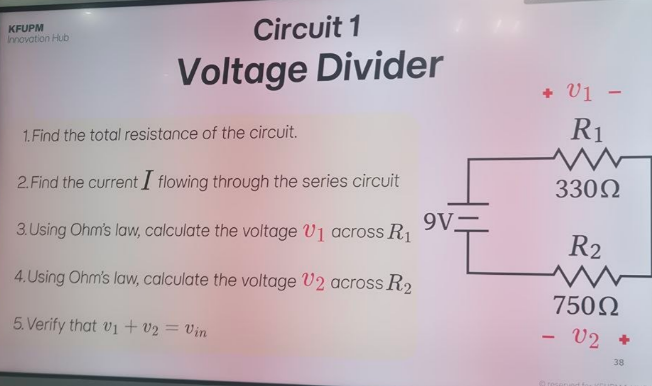 KFUPM
Innovation Hub
Circuit 1
Voltage Divider
1. Find the total resistance of the circuit.
2. Find the current I flowing through the series circuit
3. Using Ohm's law, calculate the voltage v₁ across R₁
4. Using Ohm's law, calculate the voltage v₂ across R₂
5. Verify that v₁ + v₂ = vᵢₙ
+ v₁ −
R₁
330Ω
9V
R₂
750Ω
− v₂ +
38